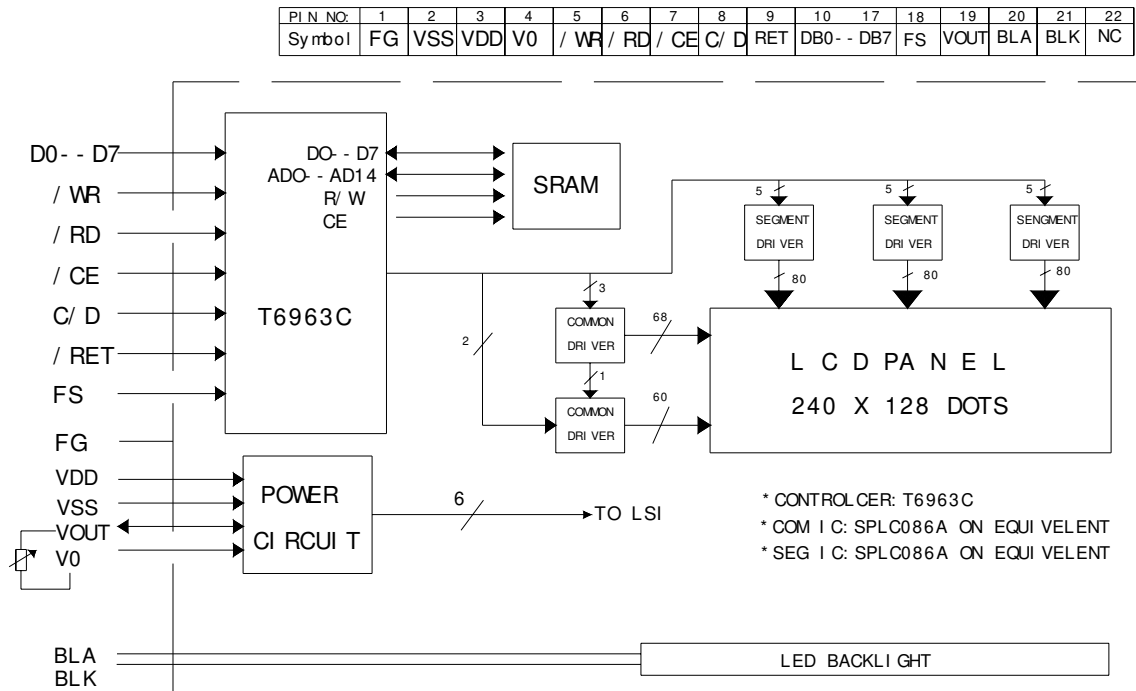 PIN NO: 1 2 3 4 5 6 7 8 9 10 17 18 19 20 21 22
Symbol FG VSS VDD V0 /WR /RD /CE C/D RET DB0--DB7 FS VOUT BLA BLK NC
D0--D7
/WR
/RD
/CE
C/D
/RET
FS
FG
VDD
VSS
VOUT
V0
BLA
BLK
DO--D7
ADO--AD14
R/W
CE
T6963C
SRAM
POWER
CIRCUIT
6
TO LSI
2
3
COMMON
DRIVER
68
1
COMMON
DRIVER
60
5
SEGMENT
DRIVER
80
5
SEGMENT
DRIVER
80
5
SENGMENT
DRIVER
80
LCD PANEL
240 X 128 DOTS
* CONTROLCER: T6963C
* COM IC: SPLC086A ON EQUIVELENT
* SEG IC: SPLC086A ON EQUIVELENT
LED BACKLIGHT